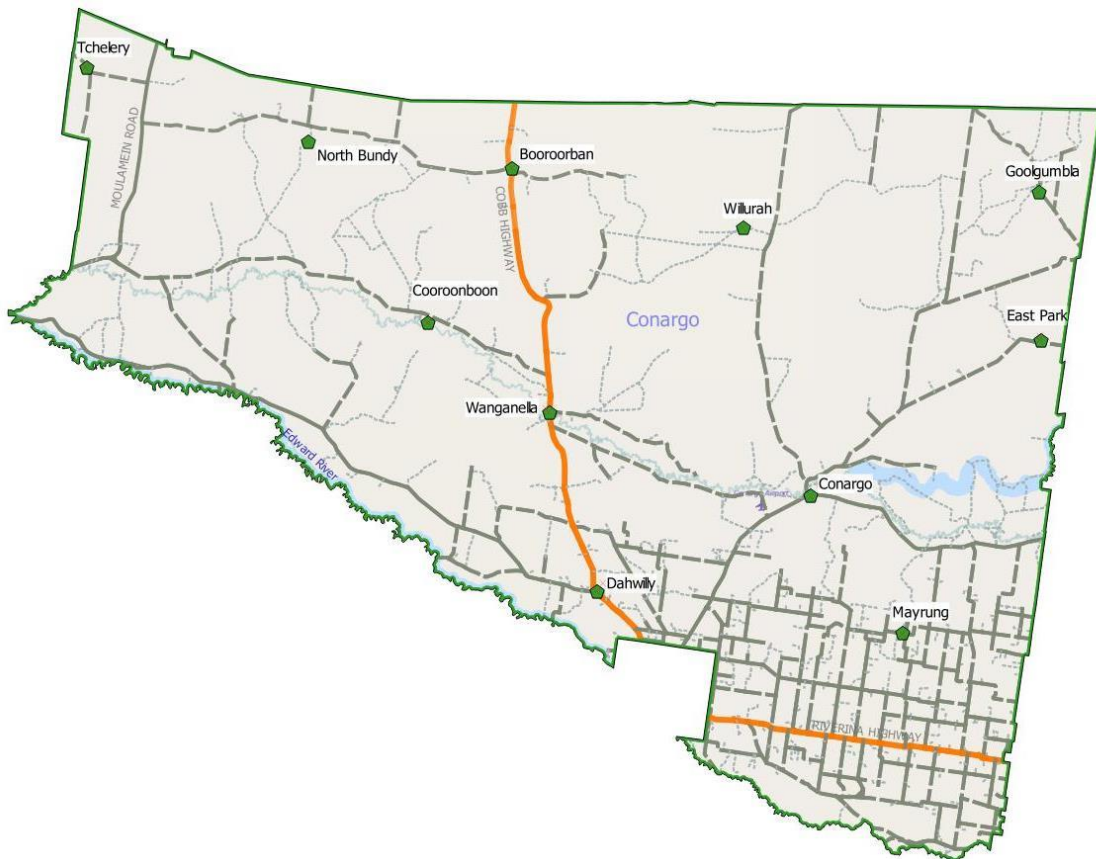 Tchelery
MOULAMEIN ROAD
North Bundy
Booroorban
COBB HIGHWAY
Goolgumbla
Willurah
Cooroonboon
Conargo
East Park
Wanganella
Edward River
Airport
Conargo
Dahwilly
Mayrung
RIVERINA HIGHWAY